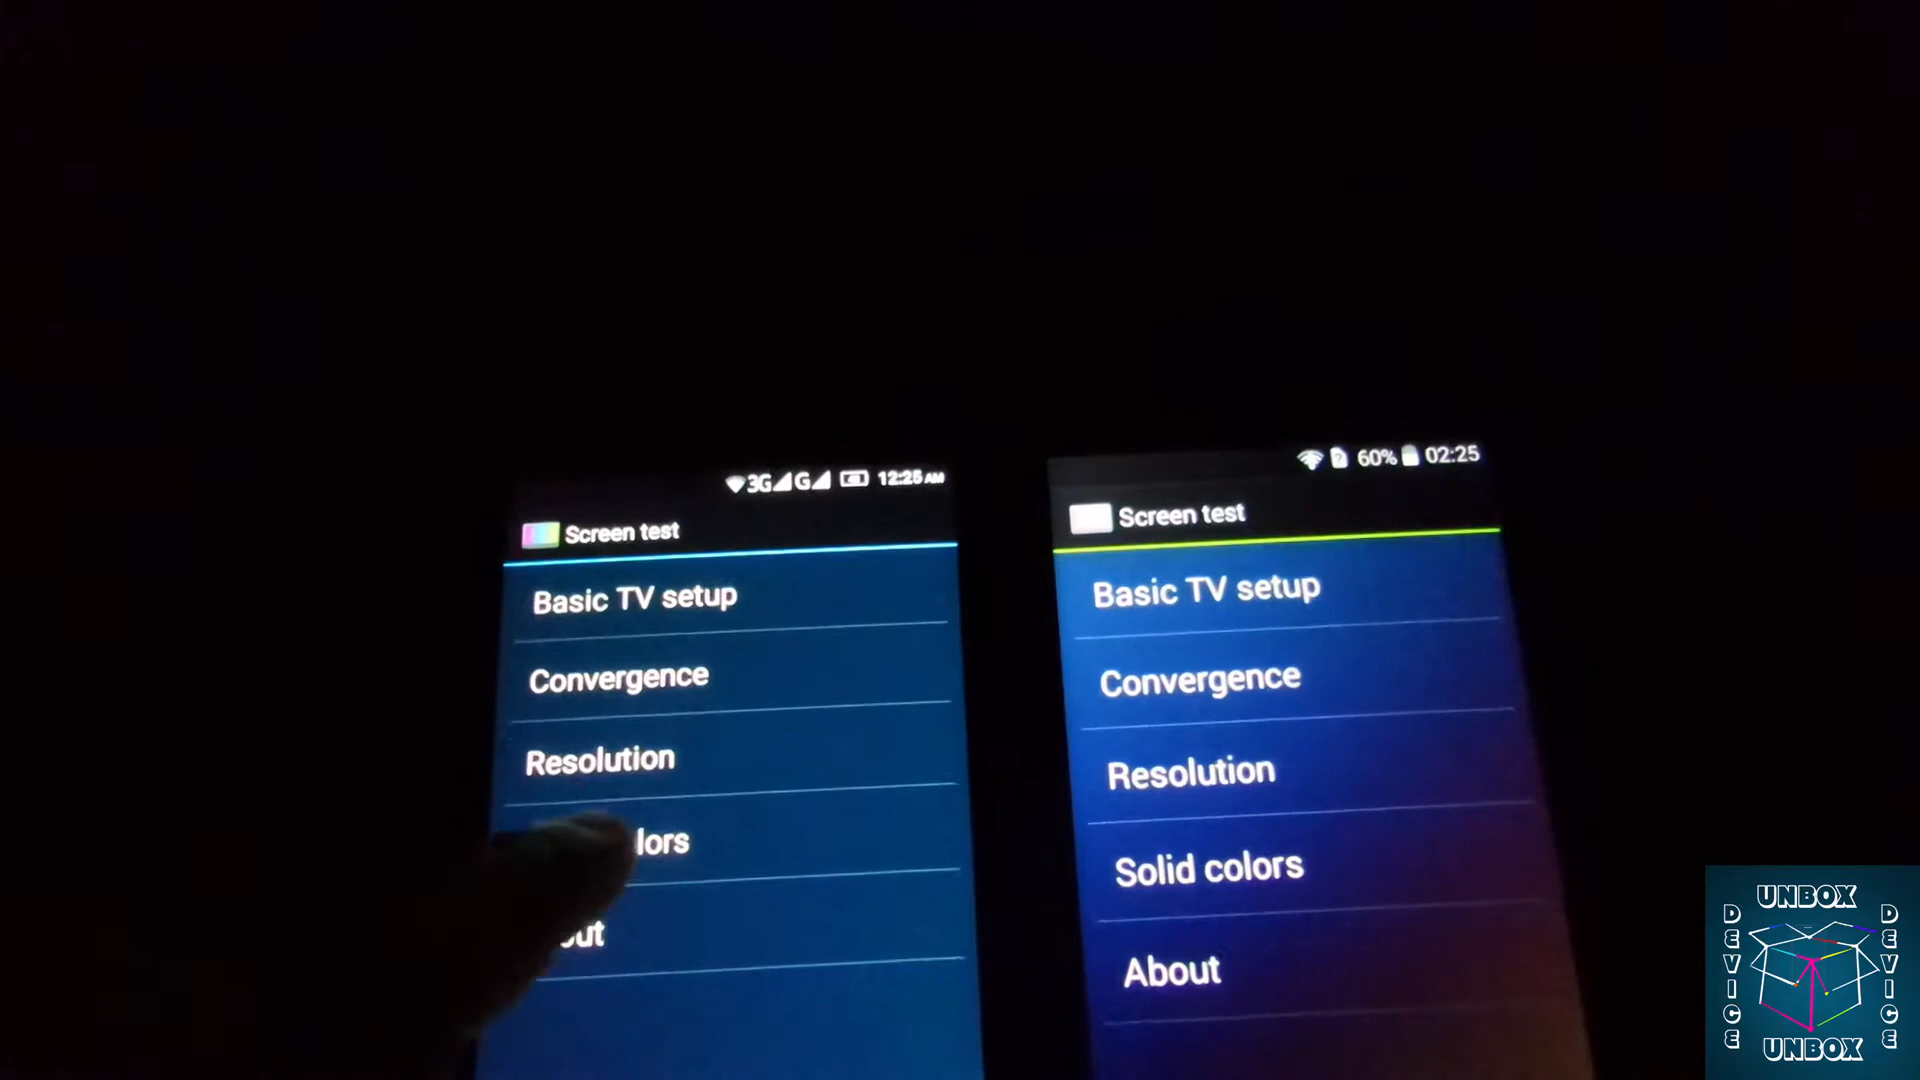 3G G 12:25 AM
Screen test
Basic TV setup
Convergence
Resolution
lors
out
60% 02:25
Screen test
Basic TV setup
Convergence
Resolution
Solid colors
About
UNBOX
DEVICE
DEVICE
UNBOX